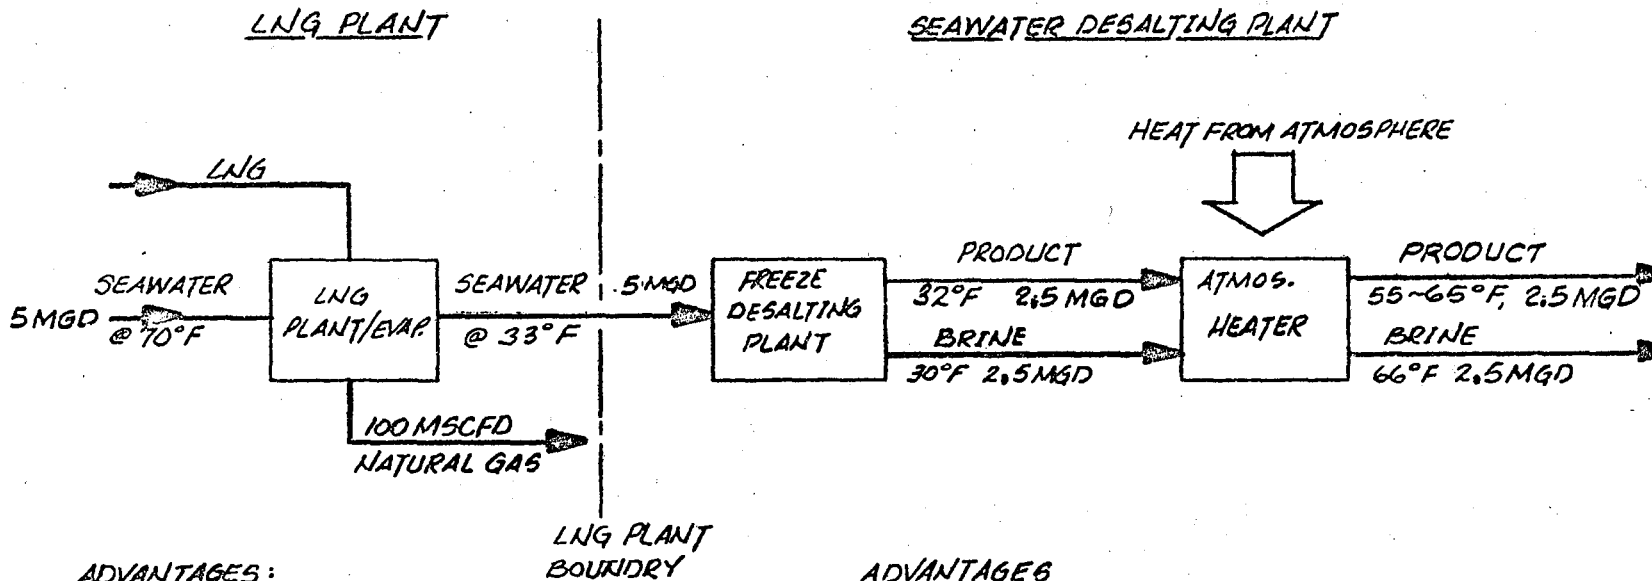 LNG PLANT
SEAWATER DESALTING PLANT
HEAT FROM ATMOSPHERE
LNG
SEAWATER
5 MGD
@ 70°F
LNG
PLANT/EVAP.
SEAWATER
@ 33°F
.5 MGD
100 MSCFD
NATURAL GAS
LNG PLANT
BOUNDRY
FREEZE
DESALTING
PLANT
PRODUCT
32°F 2.5 MGD
BRINE
30°F 2.5 MGD
ATMOS.
HEATER
PRODUCT
55~65°F, 2.5 MGD
BRINE
66°F 2.5 MGD
ADVANTAGES:
ADVANTAGES